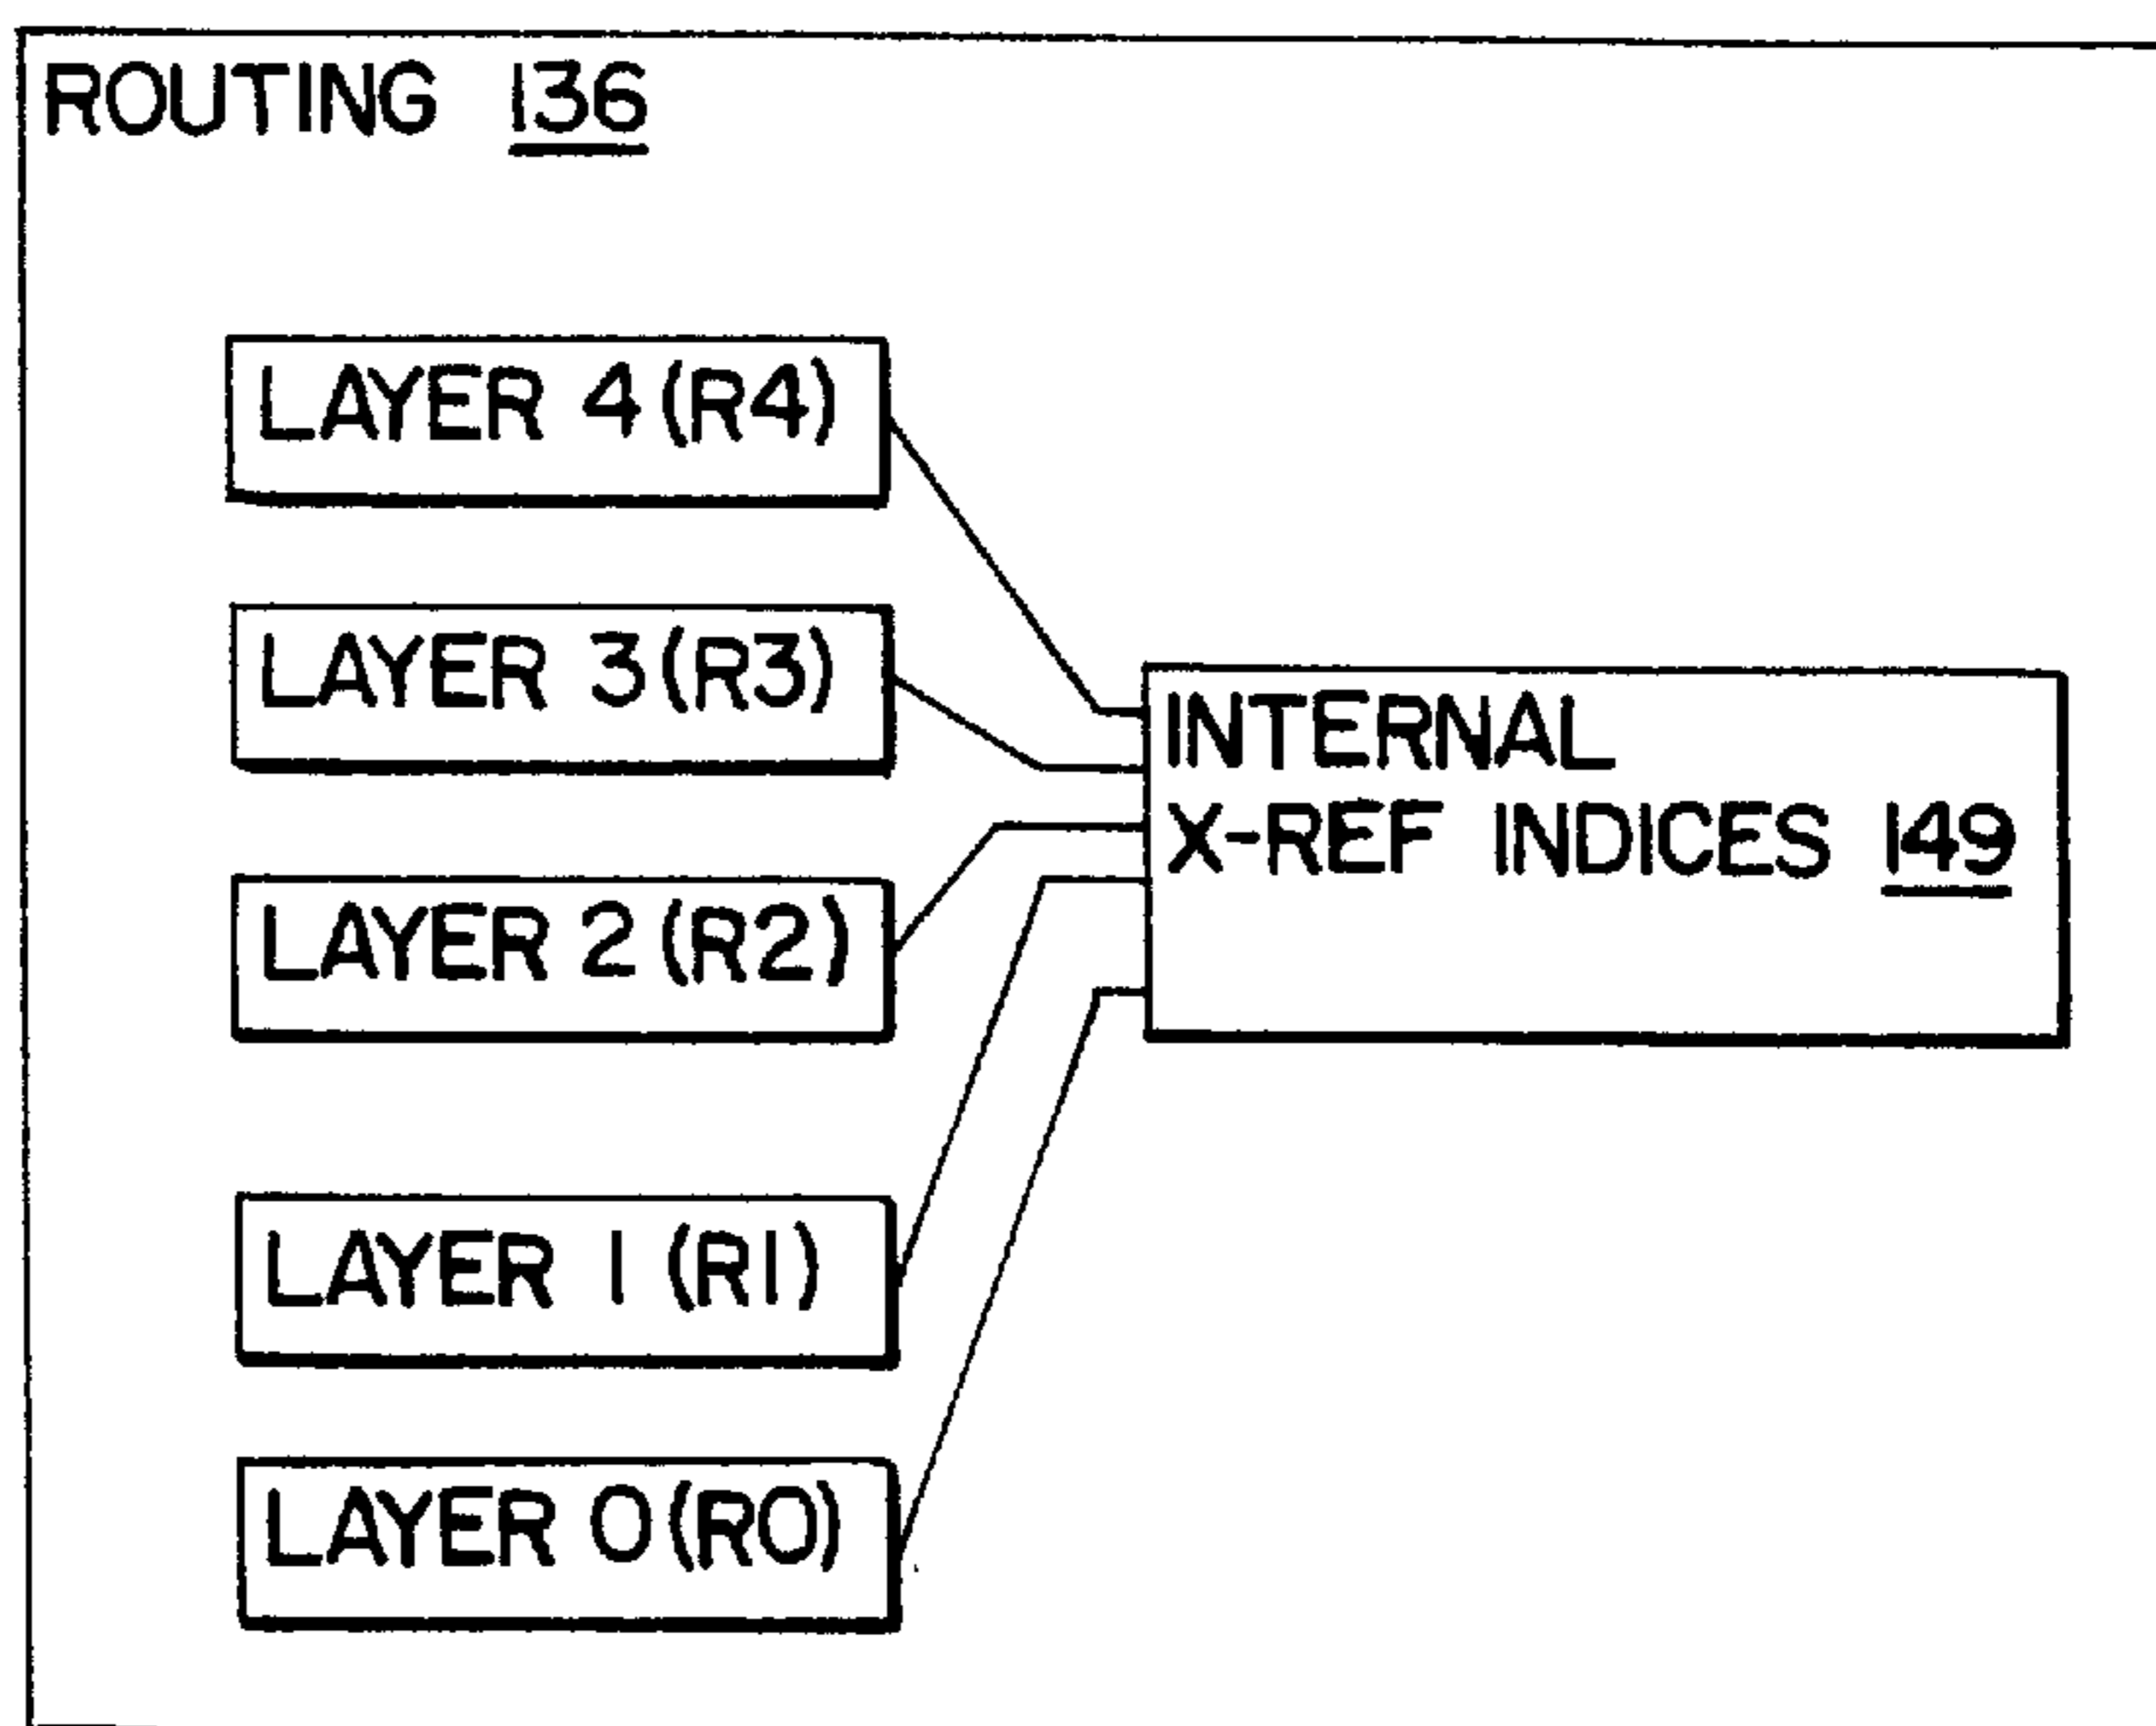 ROUTING 136
LAYER 4 (R4)
LAYER 3 (R3)
LAYER 2 (R2)
LAYER 1 (R1)
LAYER 0 (R0)
INTERNAL
X-REF INDICES 149